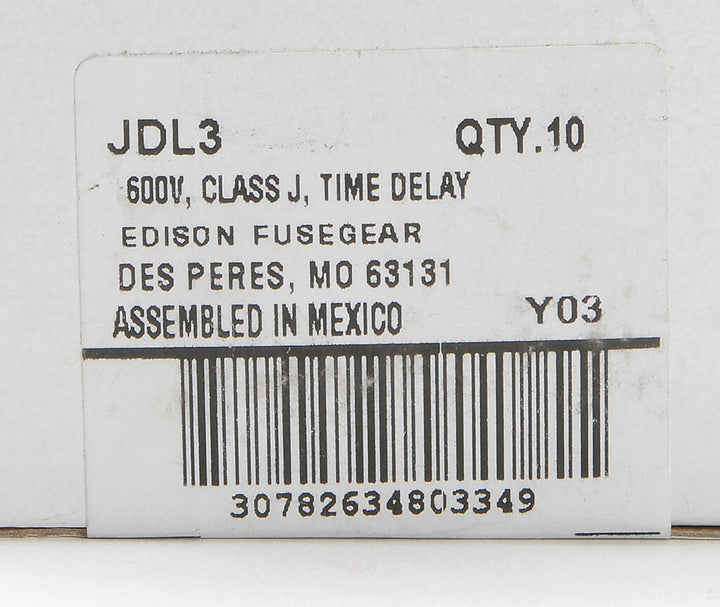 JDL3 QTY.10
600V, CLASS J, TIME DELAY
EDISON FUSEGEAR
DES PERES, MO 63131
ASSEMBLED IN MEXICO Y03
30782634803349